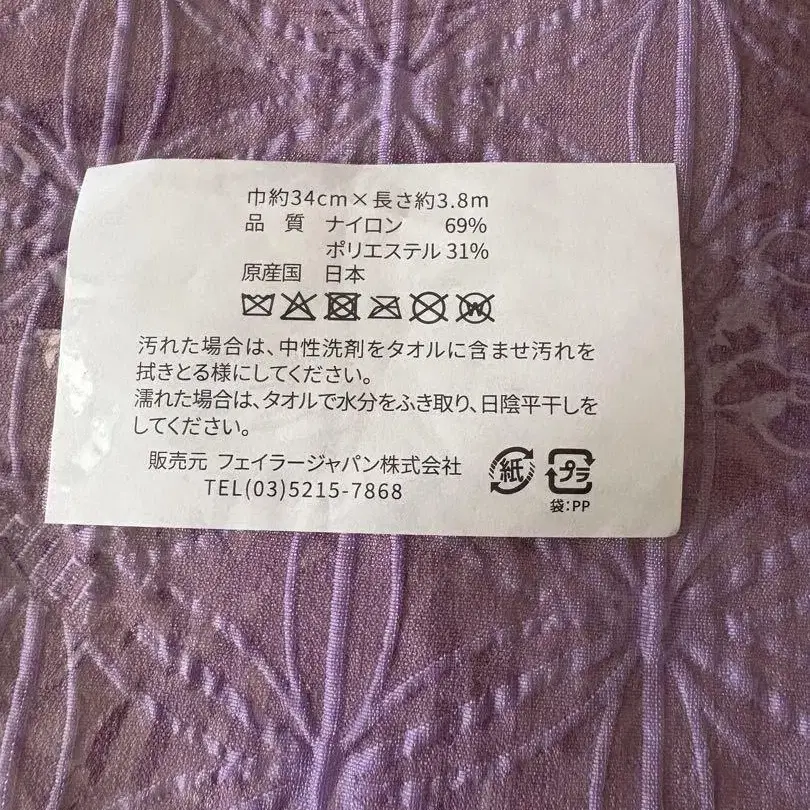 巾約34cm×長さ約3.8m
品 質 ナイロン 69%
ポリエステル 31%
原産国 日本
W
汚れた場合は、中性洗剤をタオルに含ませ汚れを
拭きとる様にしてください。
濡れた場合は、タオルで水分をふき取り、日陰平干しを
してください。
販売元 フェイラージャパン株式会社
TEL(03)5215-7868
紙
プラ
袋:PP